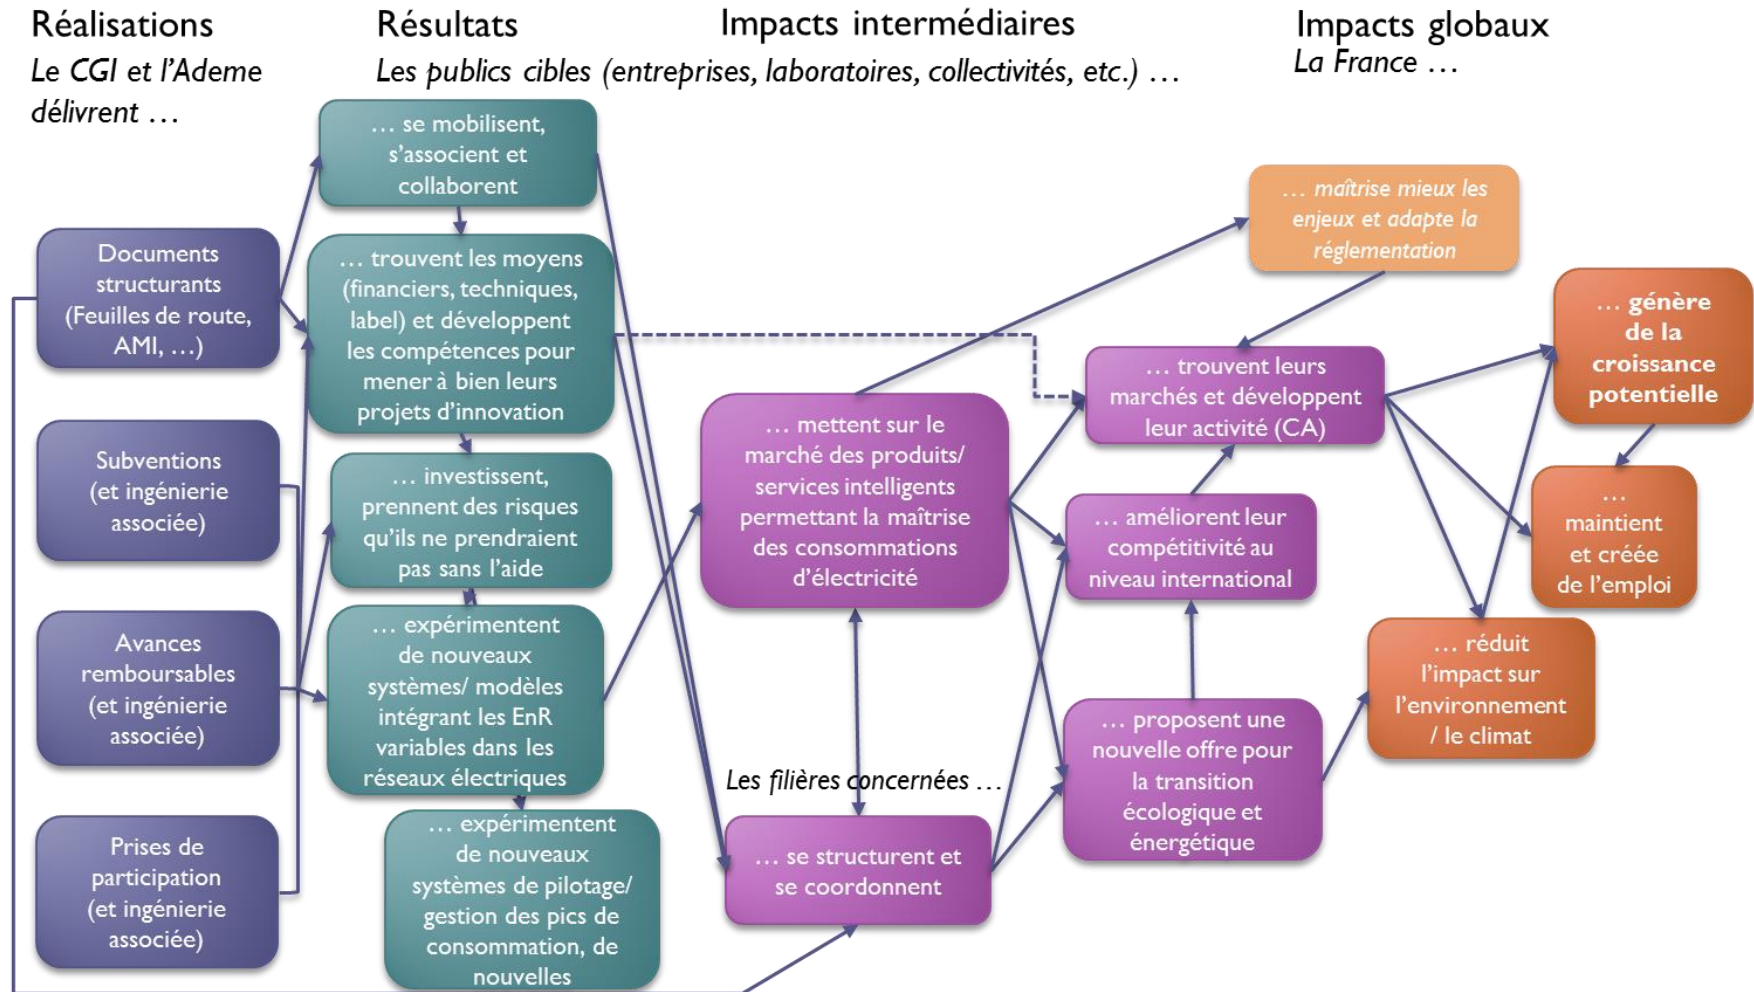 Réalisations
Le CGI et l’Ademe
délivrent …
Résultats
Impacts intermédiaires
Les publics cibles (entreprises, laboratoires, collectivités, etc.) …
Impacts globaux
La France …
Documents
structurants
(Feuilles de route,
AMI, …)
Subventions
(et ingénierie
associée)
Avances
remboursables
(et ingénierie
associée)
Prises de
participation
(et ingénierie
associée)
… se mobilisent,
s’associent et
collaborent
… trouvent les moyens
(financiers, techniques,
label) et développent
les compétences pour
mener à bien leurs
projets d’innovation
… investissent,
prennent des risques
qu’ils ne prendraient
pas sans l’aide
… expérimentent
de nouveaux
systèmes/ modèles
intégrant les EnR
variables dans les
réseaux électriques
… expérimentent
de nouveaux
systèmes de pilotage/
gestion des pics de
consommation, de
nouvelles
… mettent sur le
marché des produits/
services intelligents
permettant la maîtrise
des consommations
d’électricité
Les filières concernées …
… se structurent et
se coordonnent
… trouvent leurs
marchés et développent
leur activité (CA)
… améliorent leur
compétitivité au
niveau international
… proposent une
nouvelle offre pour
la transition
écologique et
énergétique
… maîtrise mieux les
enjeux et adapte la
réglementation
… génère
de la
croissance
potentielle
…
maintient
et créée
de l’emploi
… réduit
l’impact sur
l’environnement
/ le climat